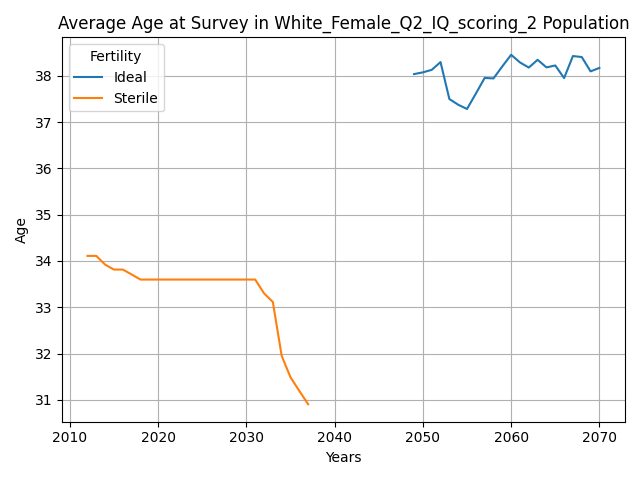 Average Age at Survey in White_Female_Q2_IQ_scoring_2 Population
Fertility
Ideal
Sterile
Age
38
37
36
35
34
33
32
31
2010 2020 2030 2040 2050 2060 2070
Years